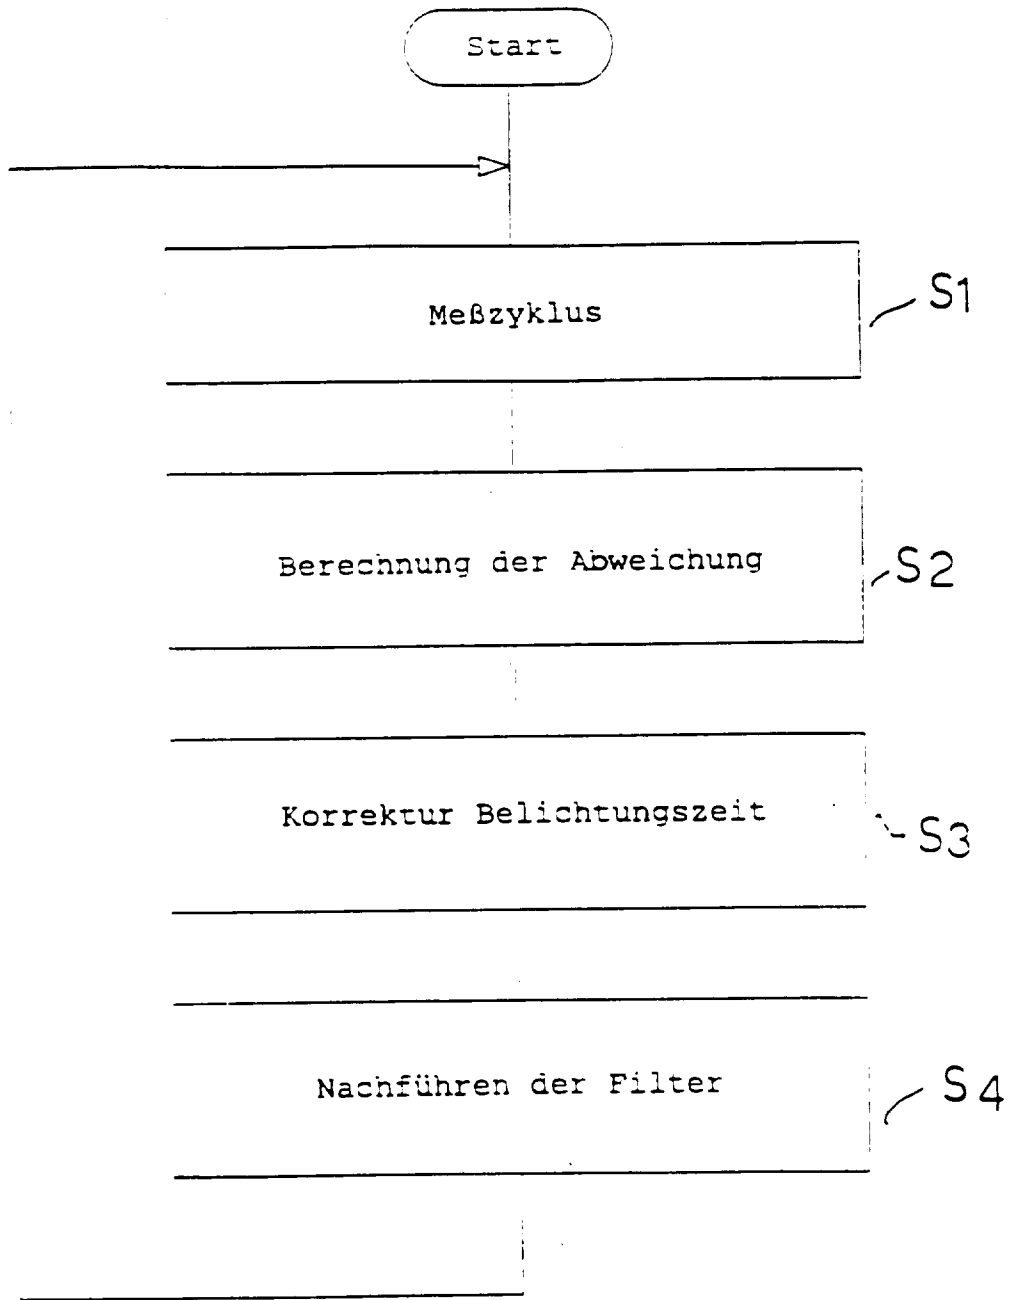 Start
Meßzyklus
S1
Berechnung der Abweichung
S2
Korrektur Belichtungszeit
S3
Nachführen der Filter
S4